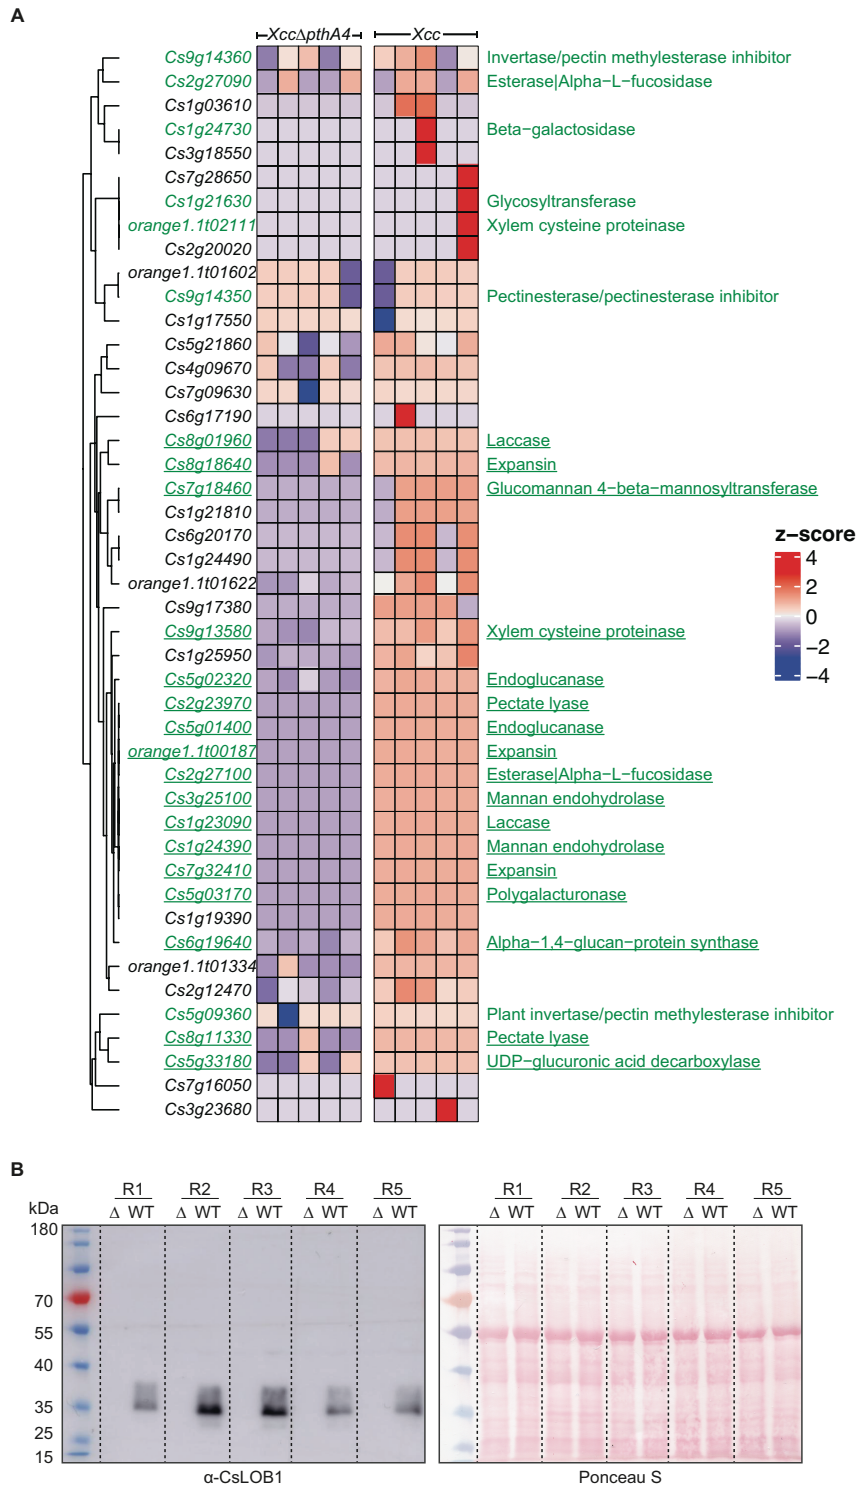 A
XccΔpthA4 Xcc
Cs9g14360 Invertase/pectin methylesterase inhibitor
Cs2g27090 Esterase|Alpha−L−fucosidase
Cs1g03610
Cs1g24730 Beta−galactosidase
Cs3g18550
Cs7g28650
Cs1g21630 Glycosyltransferase
orange1.1t02111 Xylem cysteine proteinase
Cs2g20020
orange1.1t01602
Cs9g14350 Pectinesterase/pectinesterase inhibitor
Cs1g17550
Cs5g21860
Cs4g09670
Cs7g09630
Cs6g17190
Cs8g01960 Laccase
Cs8g18640 Expansin
Cs7g18460 Glucomannan 4−beta−mannosyltransferase
Cs1g21810
Cs6g20170
Cs1g24490
orange1.1t01622
Cs9g17380
Cs9g13580 Xylem cysteine proteinase
Cs1g25950
Cs5g02320 Endoglucanase
Cs2g23970 Pectate lyase
Cs5g01400 Endoglucanase
orange1.1t00187 Expansin
Cs2g27100 Esterase|Alpha−L−fucosidase
Cs3g25100 Mannan endohydrolase
Cs1g23090 Laccase
Cs1g24390 Mannan endohydrolase
Cs7g32410 Expansin
Cs5g03170 Polygalacturonase
Cs1g19390
Cs6g19640 Alpha−1,4−glucan−protein synthase
orange1.1t01334
Cs2g12470
Cs5g09360 Plant invertase/pectin methylesterase inhibitor
Cs8g11330 Pectate lyase
Cs5g33180 UDP−glucuronic acid decarboxylase
Cs7g16050
Cs3g23680
z−score
4
2
0
−2
−4
B
R1 R2 R3 R4 R5 R1 R2 R3 R4 R5
kDa Δ WT Δ WT Δ WT Δ WT Δ WT Δ WT Δ WT Δ WT Δ WT Δ WT
180
70
55
40
35
25
15
α-CsLOB1 Ponceau S